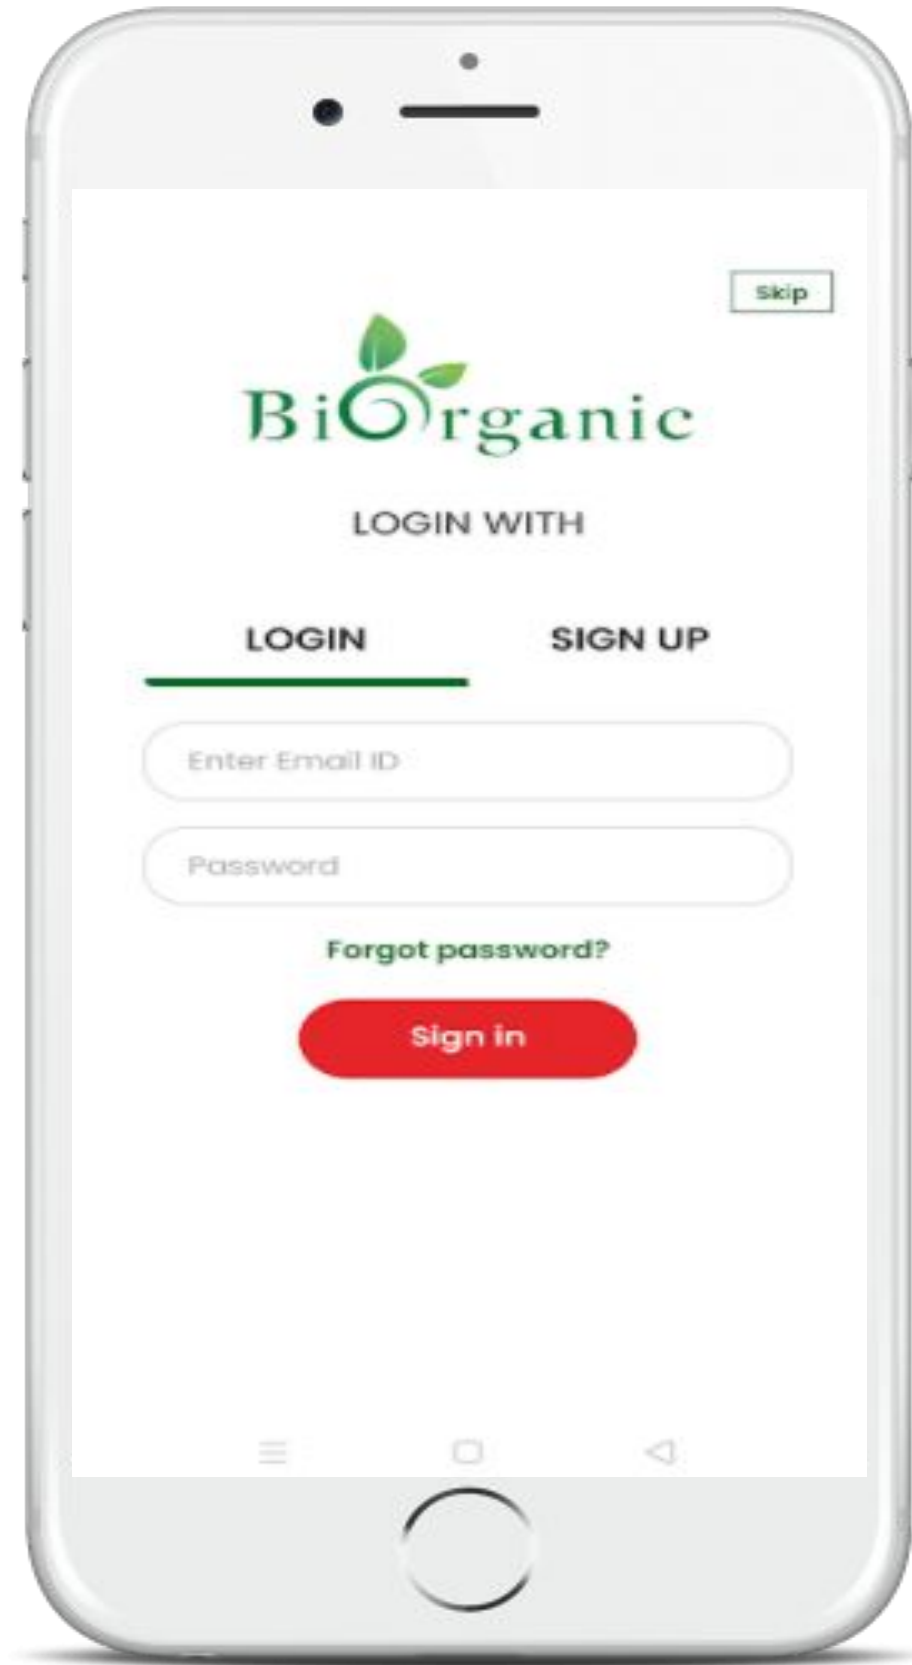 Skip
BiOrganic
LOGIN WITH
LOGIN SIGN UP
Enter Email ID
Password
Forgot password?
Sign in